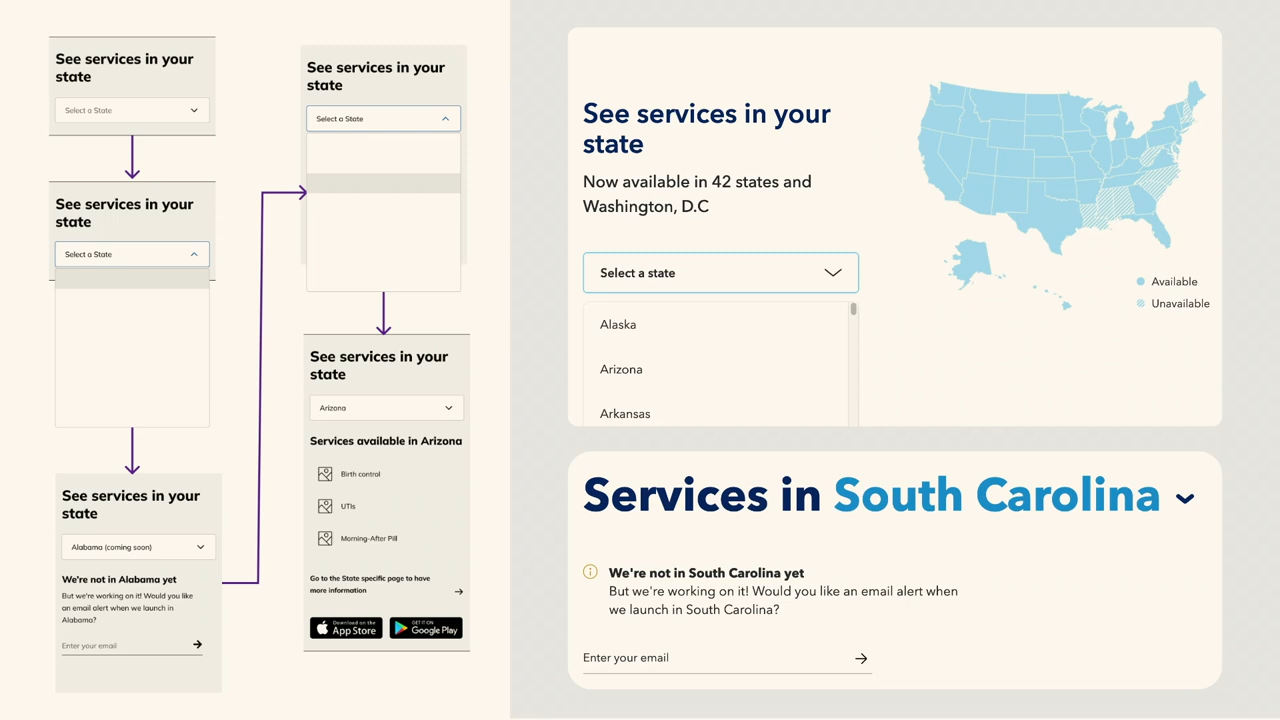 See services in your
state
Select a State
See services in your
state
Select a State
See services in your
state
Alabama (coming soon)
We're not in Alabama yet
But we're working on it! Would you like
an email alert when we launch in
Alabama?
Enter your email
See services in your
state
Select a State
See services in your
state
Arizona
Services available in Arizona
Birth control
UTIs
Morning-After Pill
Go to the State specific page to have
more information
Download on the
App Store
GET IT ON
Google Play
See services in your
state
Now available in 42 states and
Washington, D.C
Select a state
Alaska
Arizona
Arkansas
Available
Unavailable
Services in South Carolina
We're not in South Carolina yet
But we're working on it! Would you like an email alert when
we launch in South Carolina?
Enter your email